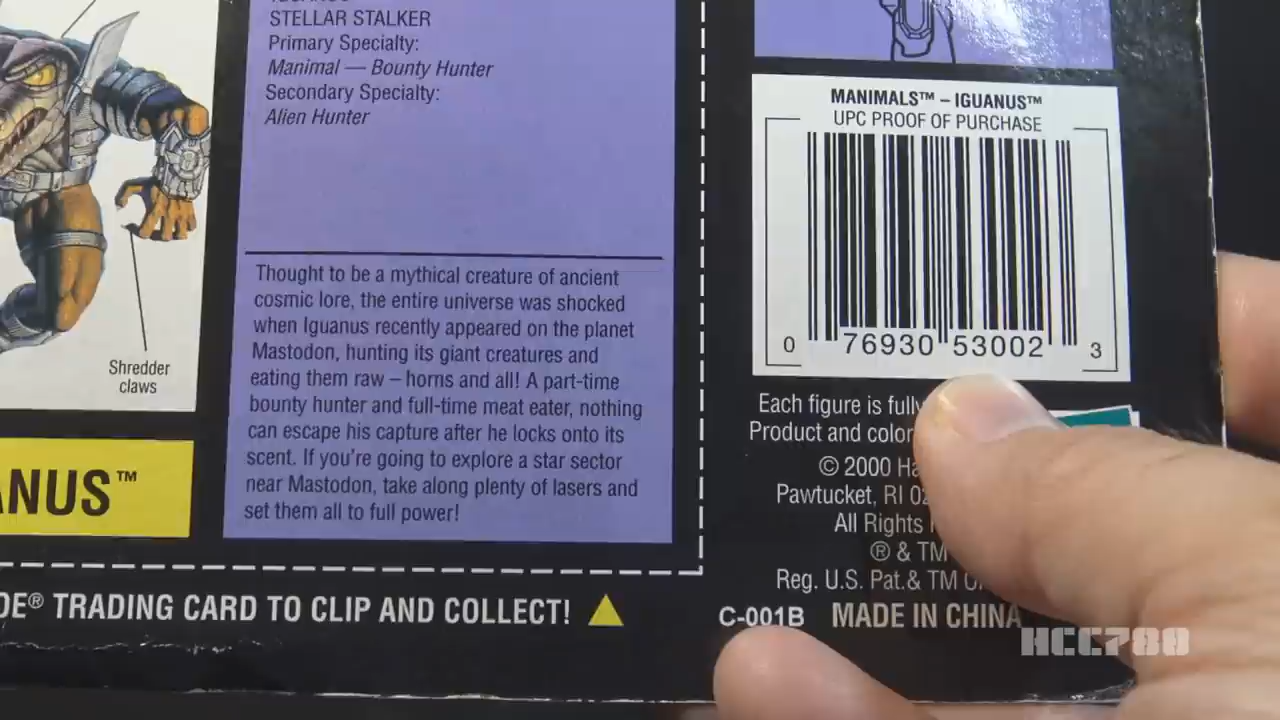 STELLAR STALKER
Primary Specialty:
Manimal — Bounty Hunter
Secondary Specialty:
Alien Hunter
Thought to be a mythical creature of ancient
cosmic lore, the entire universe was shocked
when Iguanus recently appeared on the planet
Mastodon, hunting its giant creatures and
eating them raw – horns and all! A part-time
bounty hunter and full-time meat eater, nothing
can escape his capture after he locks onto its
scent. If you're going to explore a star sector
near Mastodon, take along plenty of lasers and
set them all to full power!
Shredder
claws
ANUS™
DE® TRADING CARD TO CLIP AND COLLECT!
MANIMALS™ – IGUANUS™
UPC PROOF OF PURCHASE
0 76930 53002 3
Each figure is fully
Product and color
© 2000 Ha
Pawtucket, RI 02
All Rights
® & TM
Reg. U.S. Pat.& TM
C-001B MADE IN CHINA
HCC788